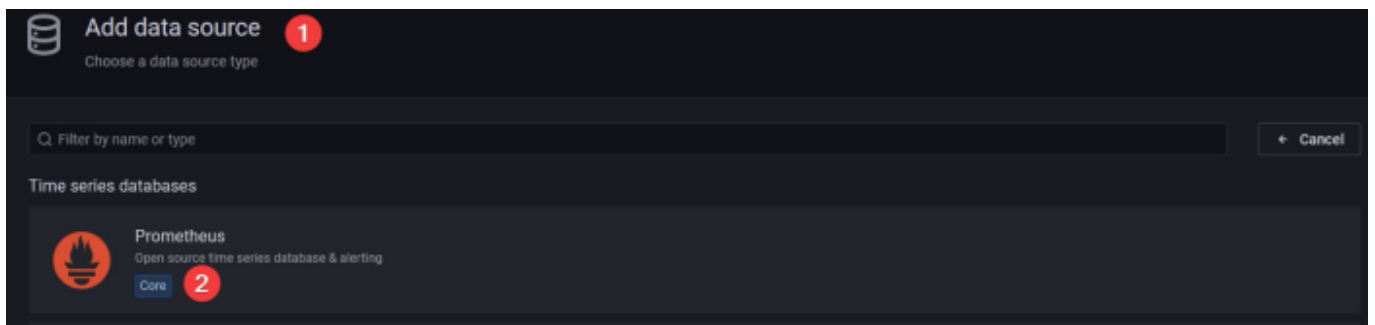 Add data source 1
Choose a data source type
Filter by name or type
← Cancel
Time series databases
Prometheus
Open source time series database & alerting
Core 2